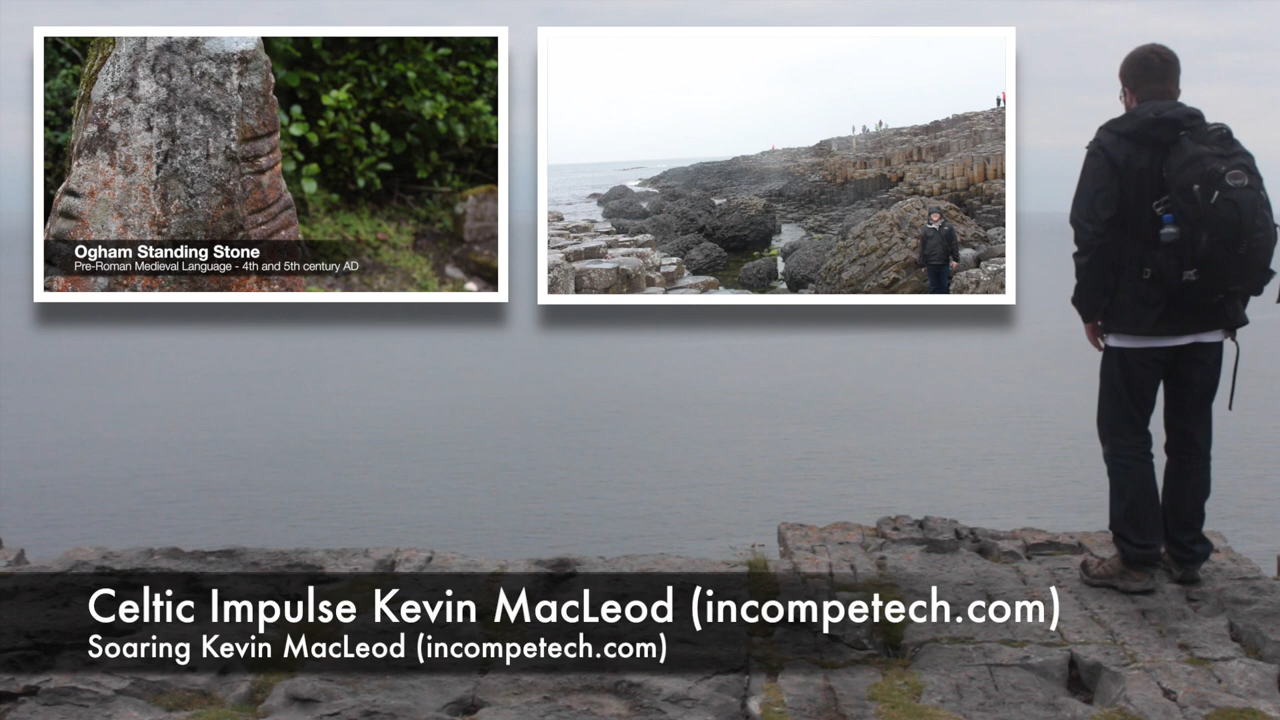 Ogham Standing Stone
Pre-Roman Medieval Language - 4th and 5th century AD
Celtic Impulse Kevin MacLeod (incompetech.com)
Soaring Kevin MacLeod (incompetech.com)